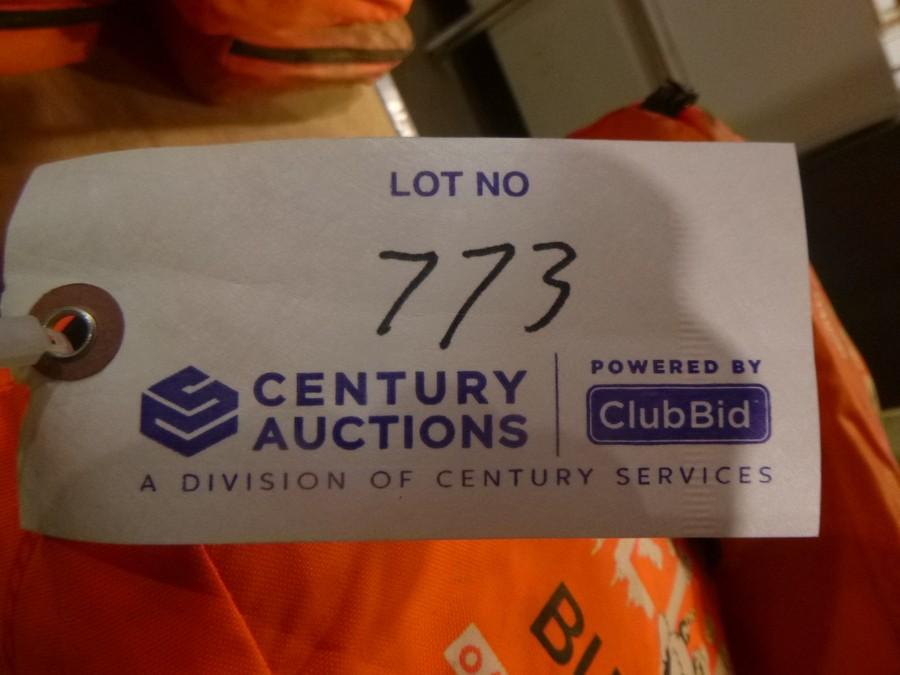 LOT NO
773
CENTURY
AUCTIONS
POWERED BY
ClubBid
A DIVISION OF CENTURY SERVICES